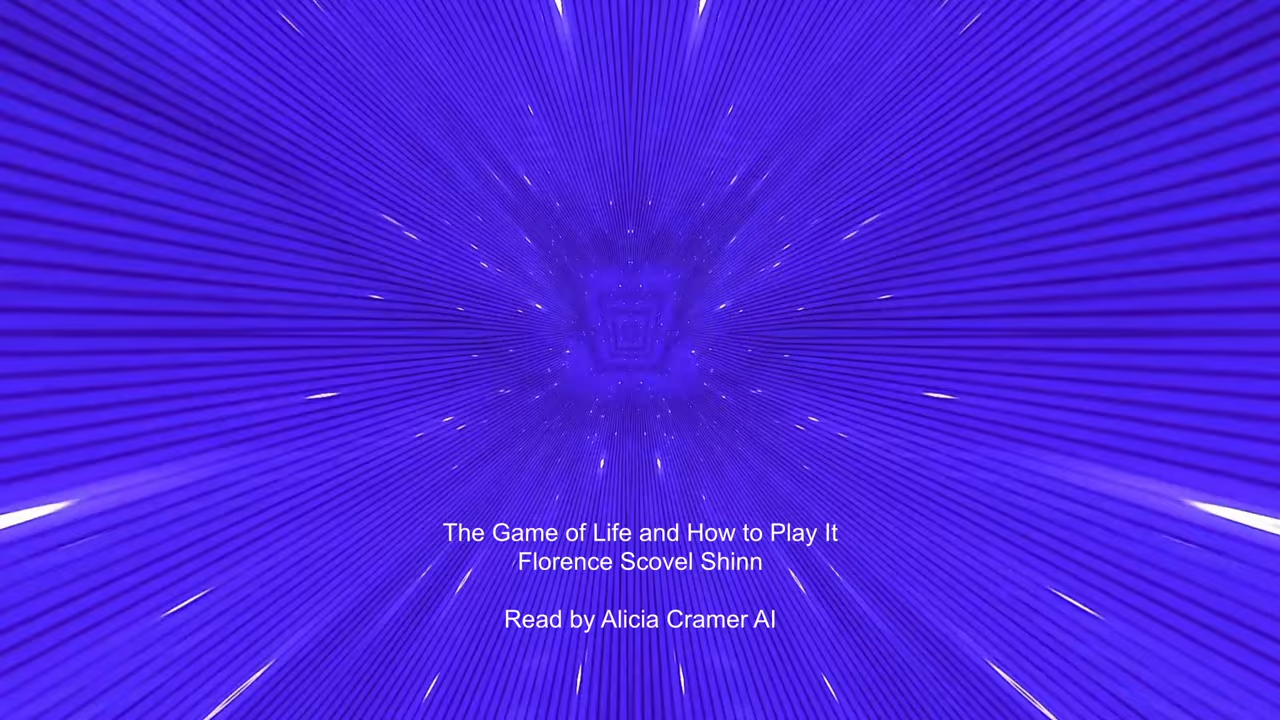 The Game of Life and How to Play It
Florence Scovel Shinn
Read by Alicia Cramer AI